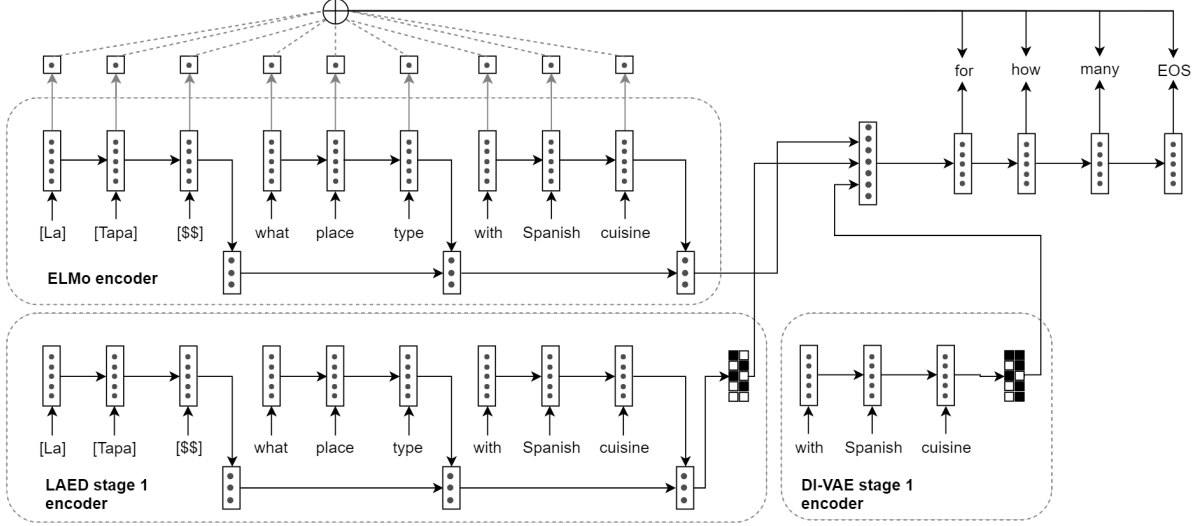 for how many EOS
[La] [Tapa] [$$] what place type with Spanish cuisine
ELMo encoder
[La] [Tapa] [$$] what place type with Spanish cuisine
with Spanish cuisine
LAED stage 1
encoder
DI-VAE stage 1
encoder